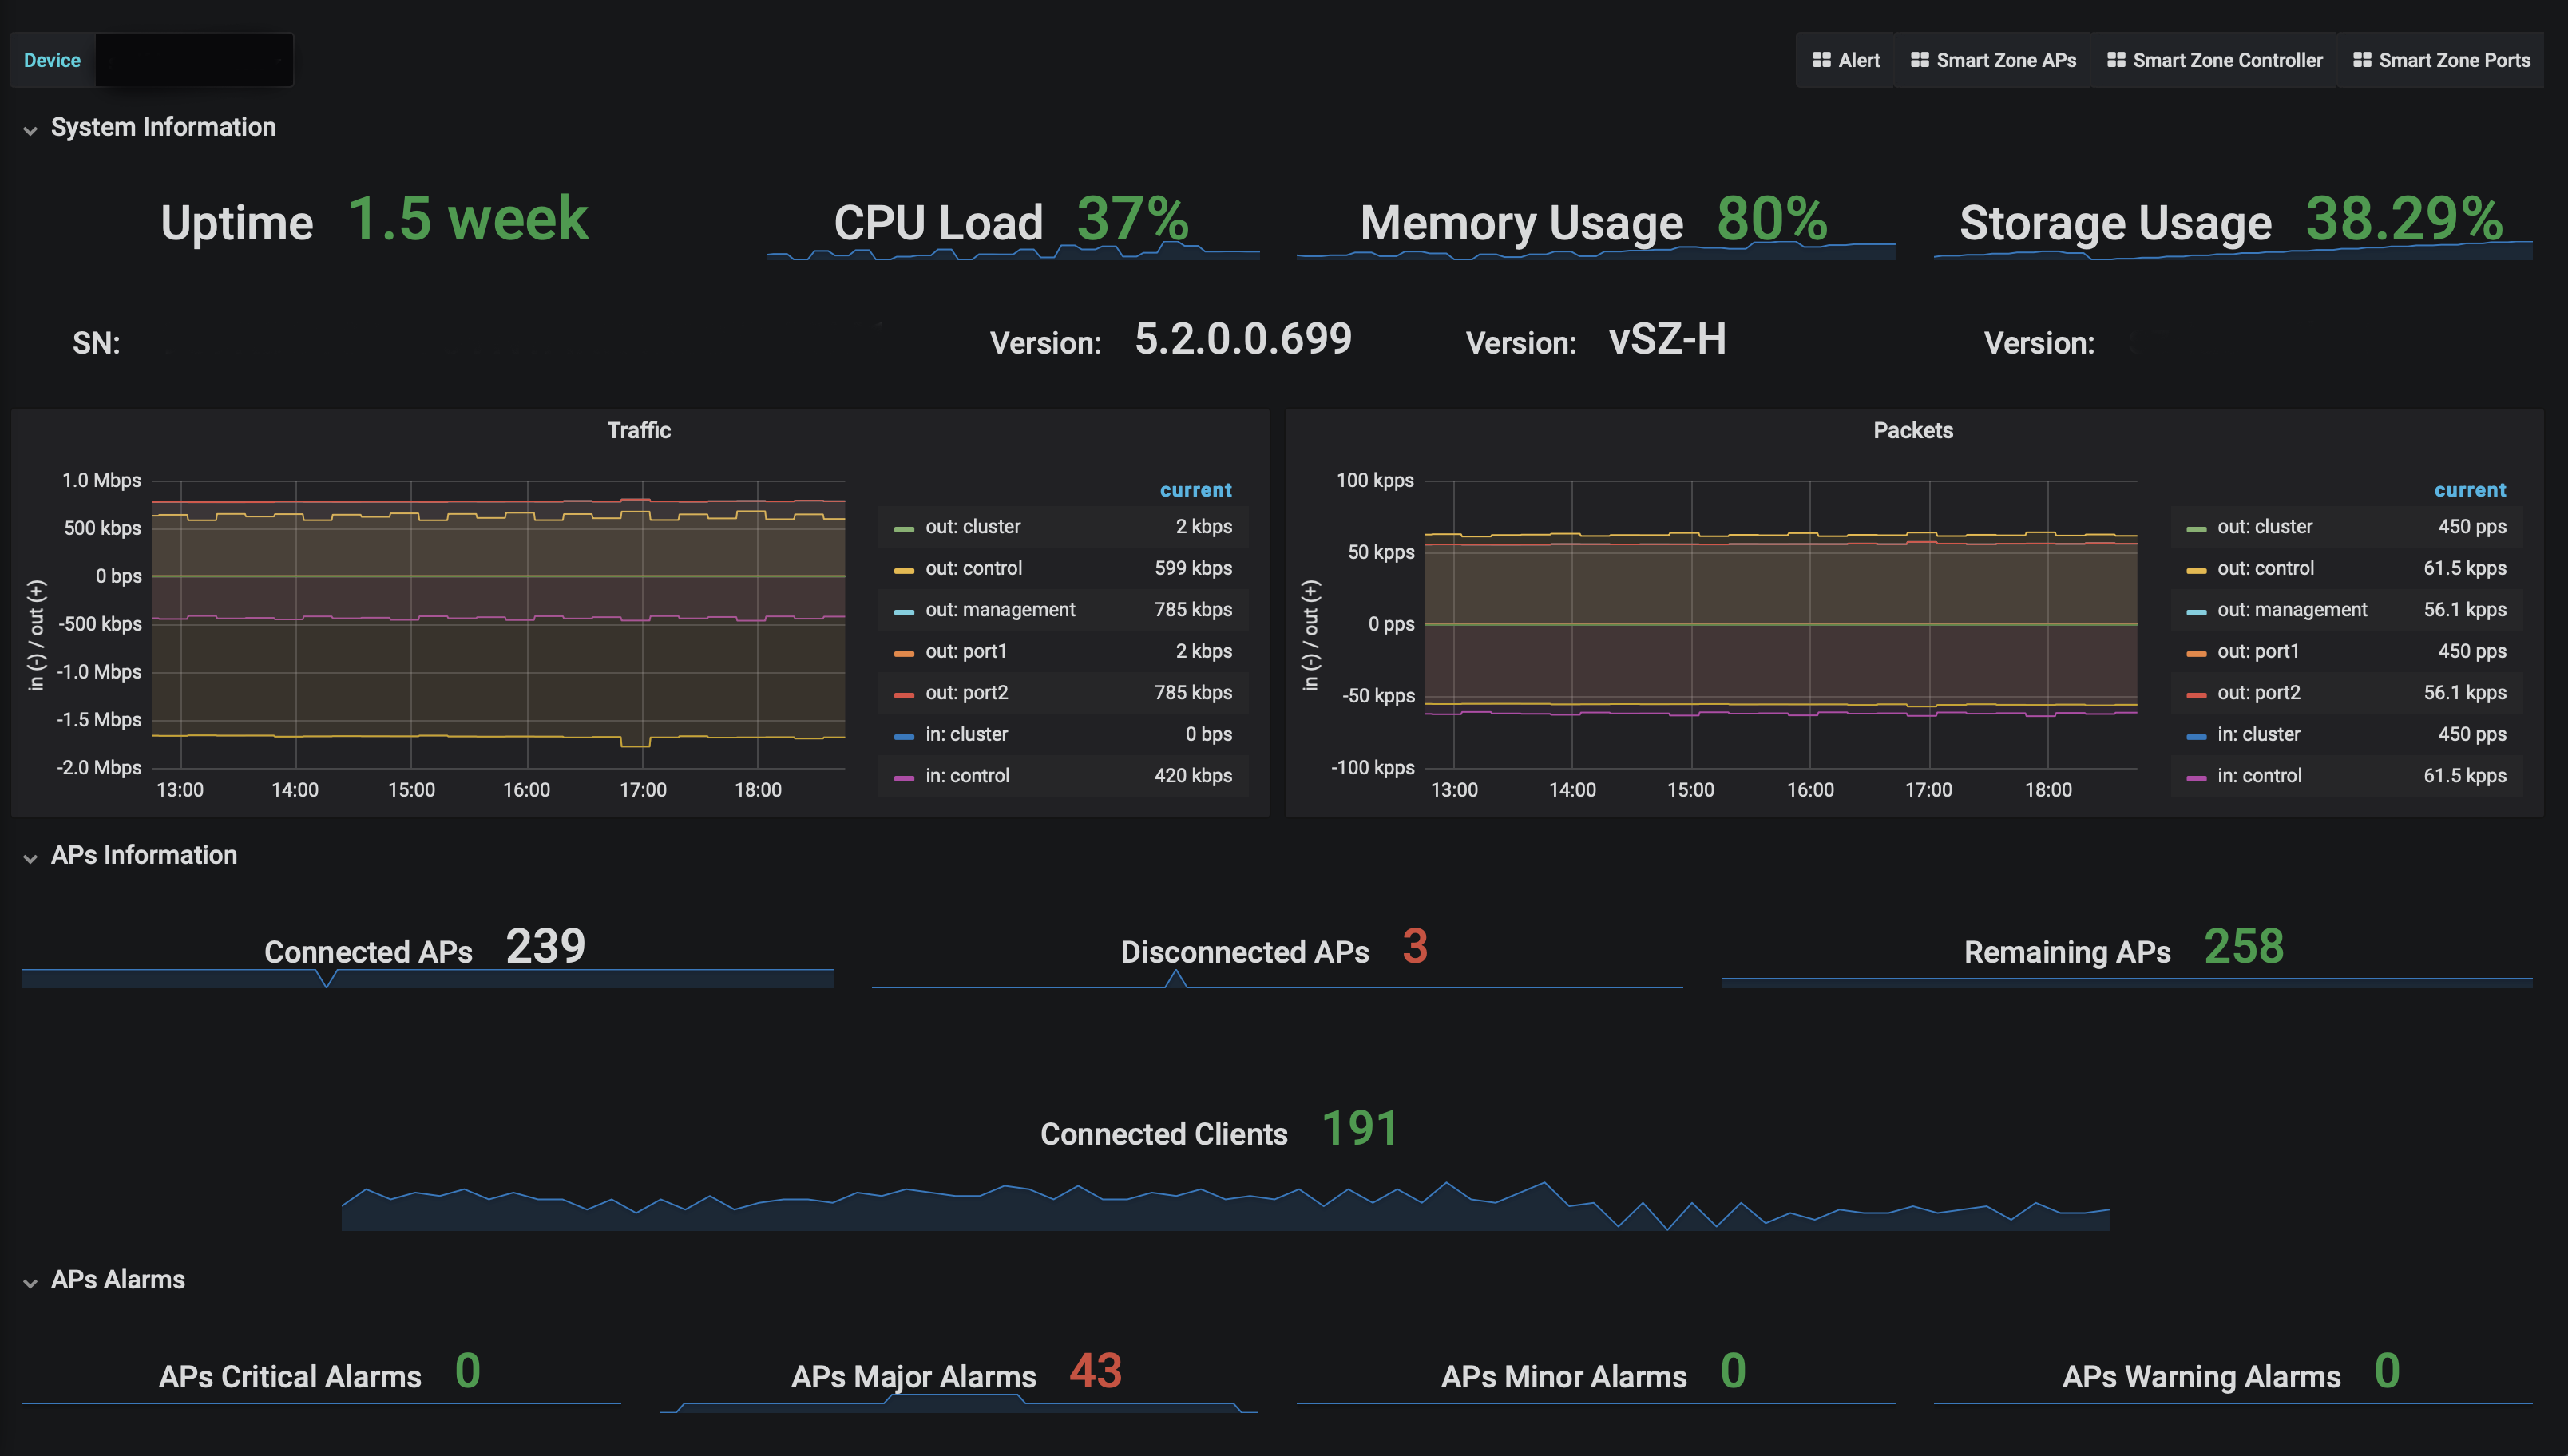 Device
Alert Smart Zone APs Smart Zone Controller Smart Zone Ports
System Information
Uptime 1.5 week
CPU Load 37%
Memory Usage 80%
Storage Usage 38.29%
SN:
Version: 5.2.0.0.699
Version: vSZ-H
Version:
Traffic
in (-) / out (+)
1.0 Mbps
500 kbps
0 bps
-500 kbps
-1.0 Mbps
-1.5 Mbps
-2.0 Mbps
13:00 14:00 15:00 16:00 17:00 18:00
current
out: cluster 2 kbps
out: control 599 kbps
out: management 785 kbps
out: port1 2 kbps
out: port2 785 kbps
in: cluster 0 bps
in: control 420 kbps
Packets
in (-) / out (+)
100 kpps
50 kpps
0 pps
-50 kpps
-100 kpps
13:00 14:00 15:00 16:00 17:00 18:00
current
out: cluster 450 pps
out: control 61.5 kpps
out: management 56.1 kpps
out: port1 450 pps
out: port2 56.1 kpps
in: cluster 450 pps
in: control 61.5 kpps
APs Information
Connected APs 239
Disconnected APs 3
Remaining APs 258
Connected Clients 191
APs Alarms
APs Critical Alarms 0
APs Major Alarms 43
APs Minor Alarms 0
APs Warning Alarms 0